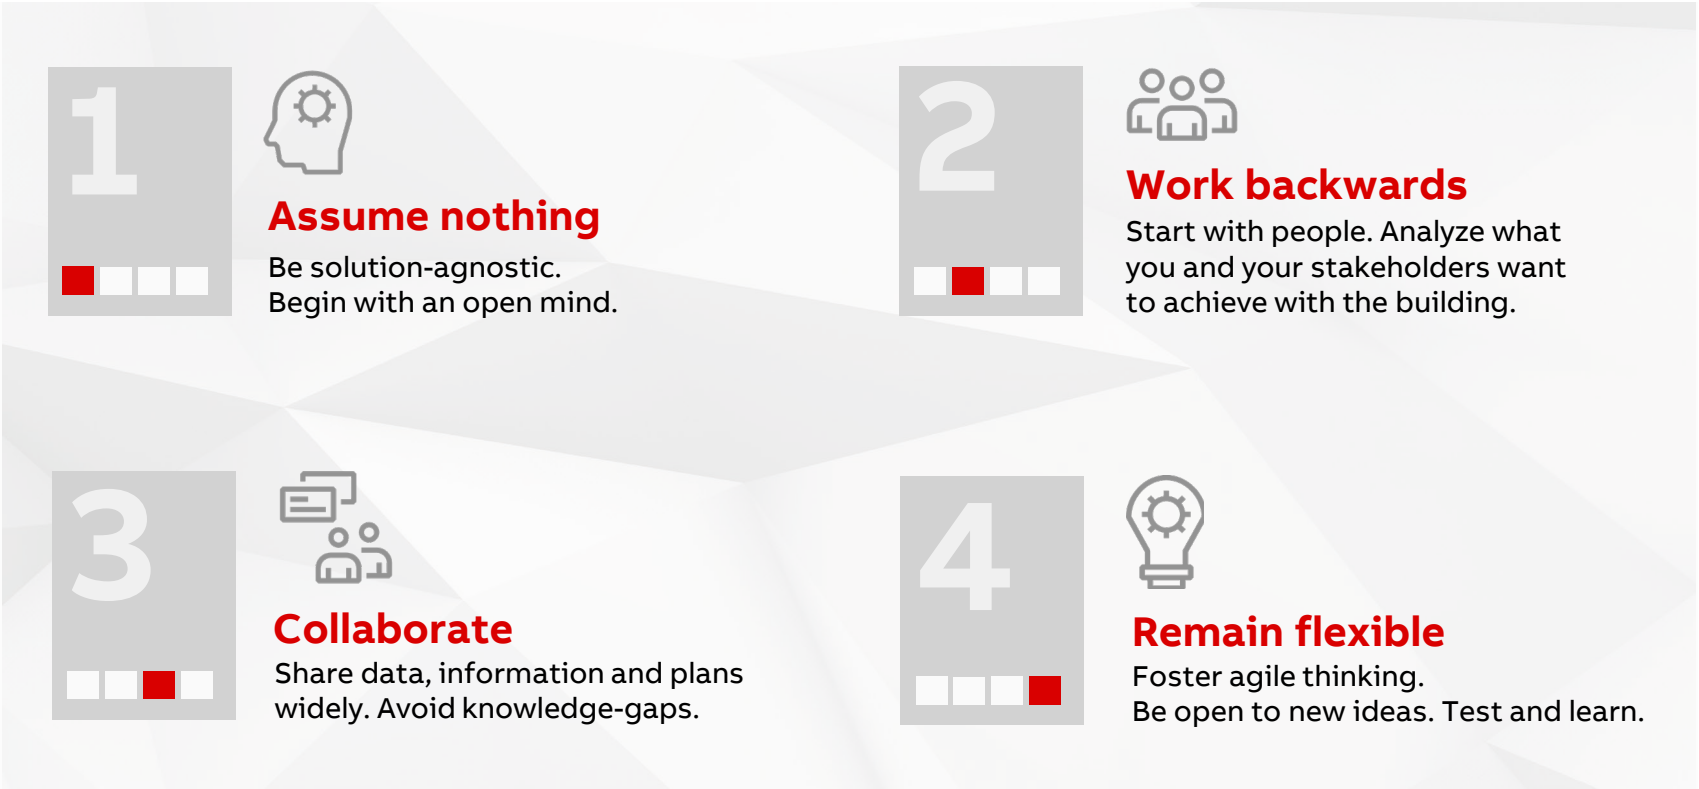 1
Assume nothing
Be solution-agnostic.
Begin with an open mind.
2
Work backwards
Start with people. Analyze what
you and your stakeholders want
to achieve with the building.
3
Collaborate
Share data, information and plans
widely. Avoid knowledge-gaps.
4
Remain flexible
Foster agile thinking.
Be open to new ideas. Test and learn.